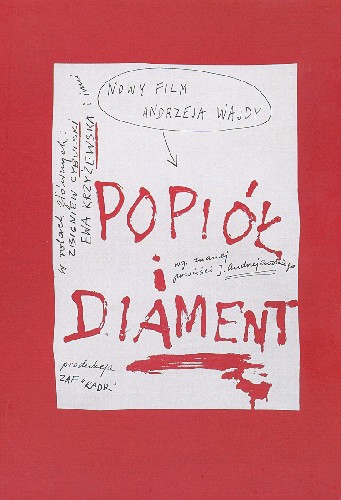 NOWY FILM
ANDRZEJA WAJDY
w rolach głównych:
ZBIGNIEW CYBULSKI
EWA KRZYŻEWSKA i inni
POPIÓŁ
wg. znanej
powieści J. Andrzejewskiego
i
DIAMENT
produkcja
ZAF "KADR"